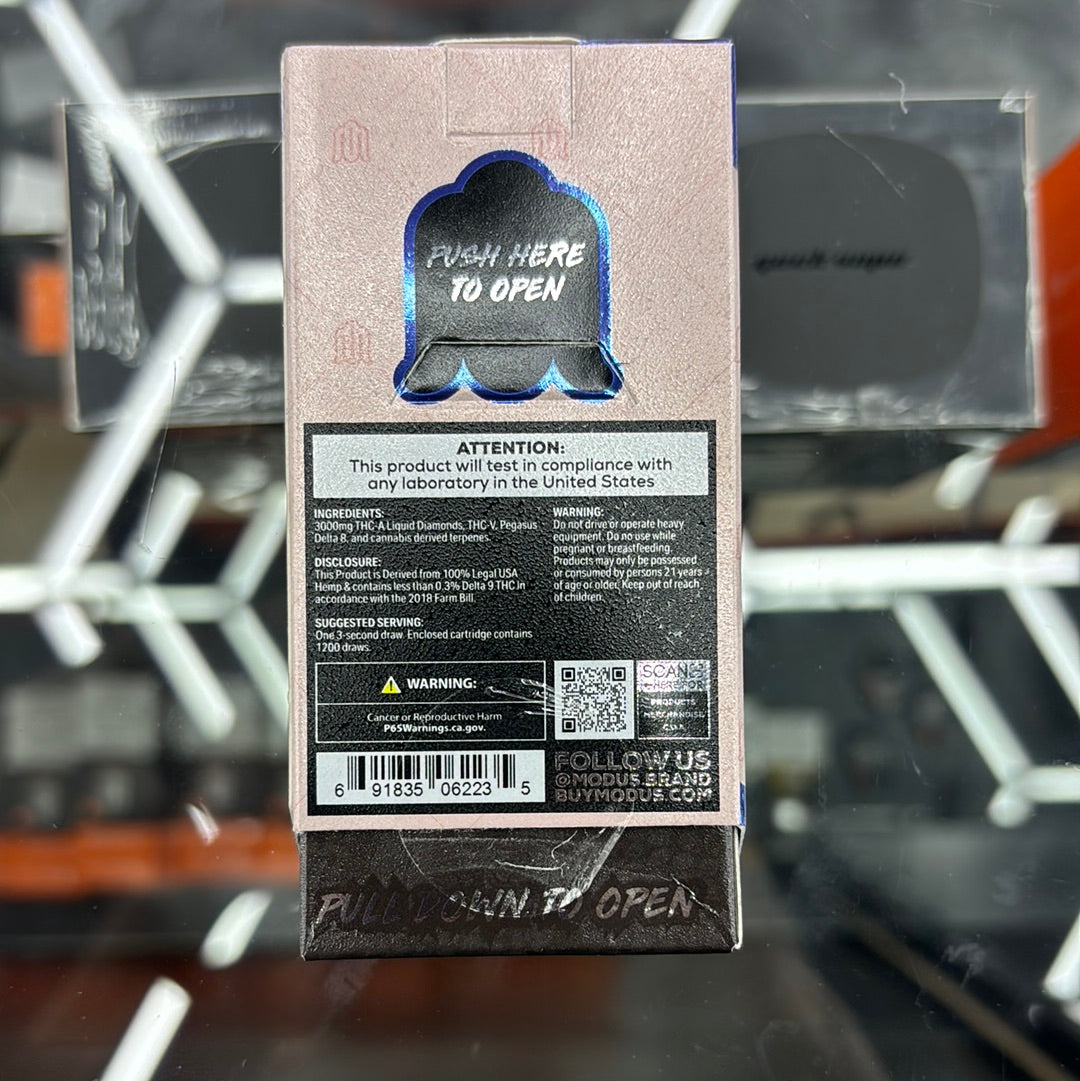 PUSH HERE
TO OPEN
ATTENTION:
This product will test in compliance with
any laboratory in the United States
INGREDIENTS:
3000mg THC-A Liquid Diamonds, THC-V, Pegasus
Delta 8, and cannabis derived terpenes.
DISCLOSURE:
This Product is Derived from 100% Legal USA
Hemp & contains less than 0.3% Delta 9 THC in
accordance with the 2018 Farm Bill.
SUGGESTED SERVING:
One 3-second draw. Enclosed cartridge contains
1200 draws.
WARNING:
Do not drive or operate heavy
equipment. Do no use while
pregnant or breastfeeding.
Products may only be possessed
or consumed by persons 21 years
of age or older. Keep out of reach
of children.
WARNING:
Cancer or Reproductive Harm
P65Warnings.ca.gov.
SCAN
HERE FOR
PRODUCTS
MERCHANDISE
C.O.A.
6 91835 06223 5
FOLLOW US
@MODUS.BRAND
BUYMODUS.COM
PULL DOWN TO OPEN